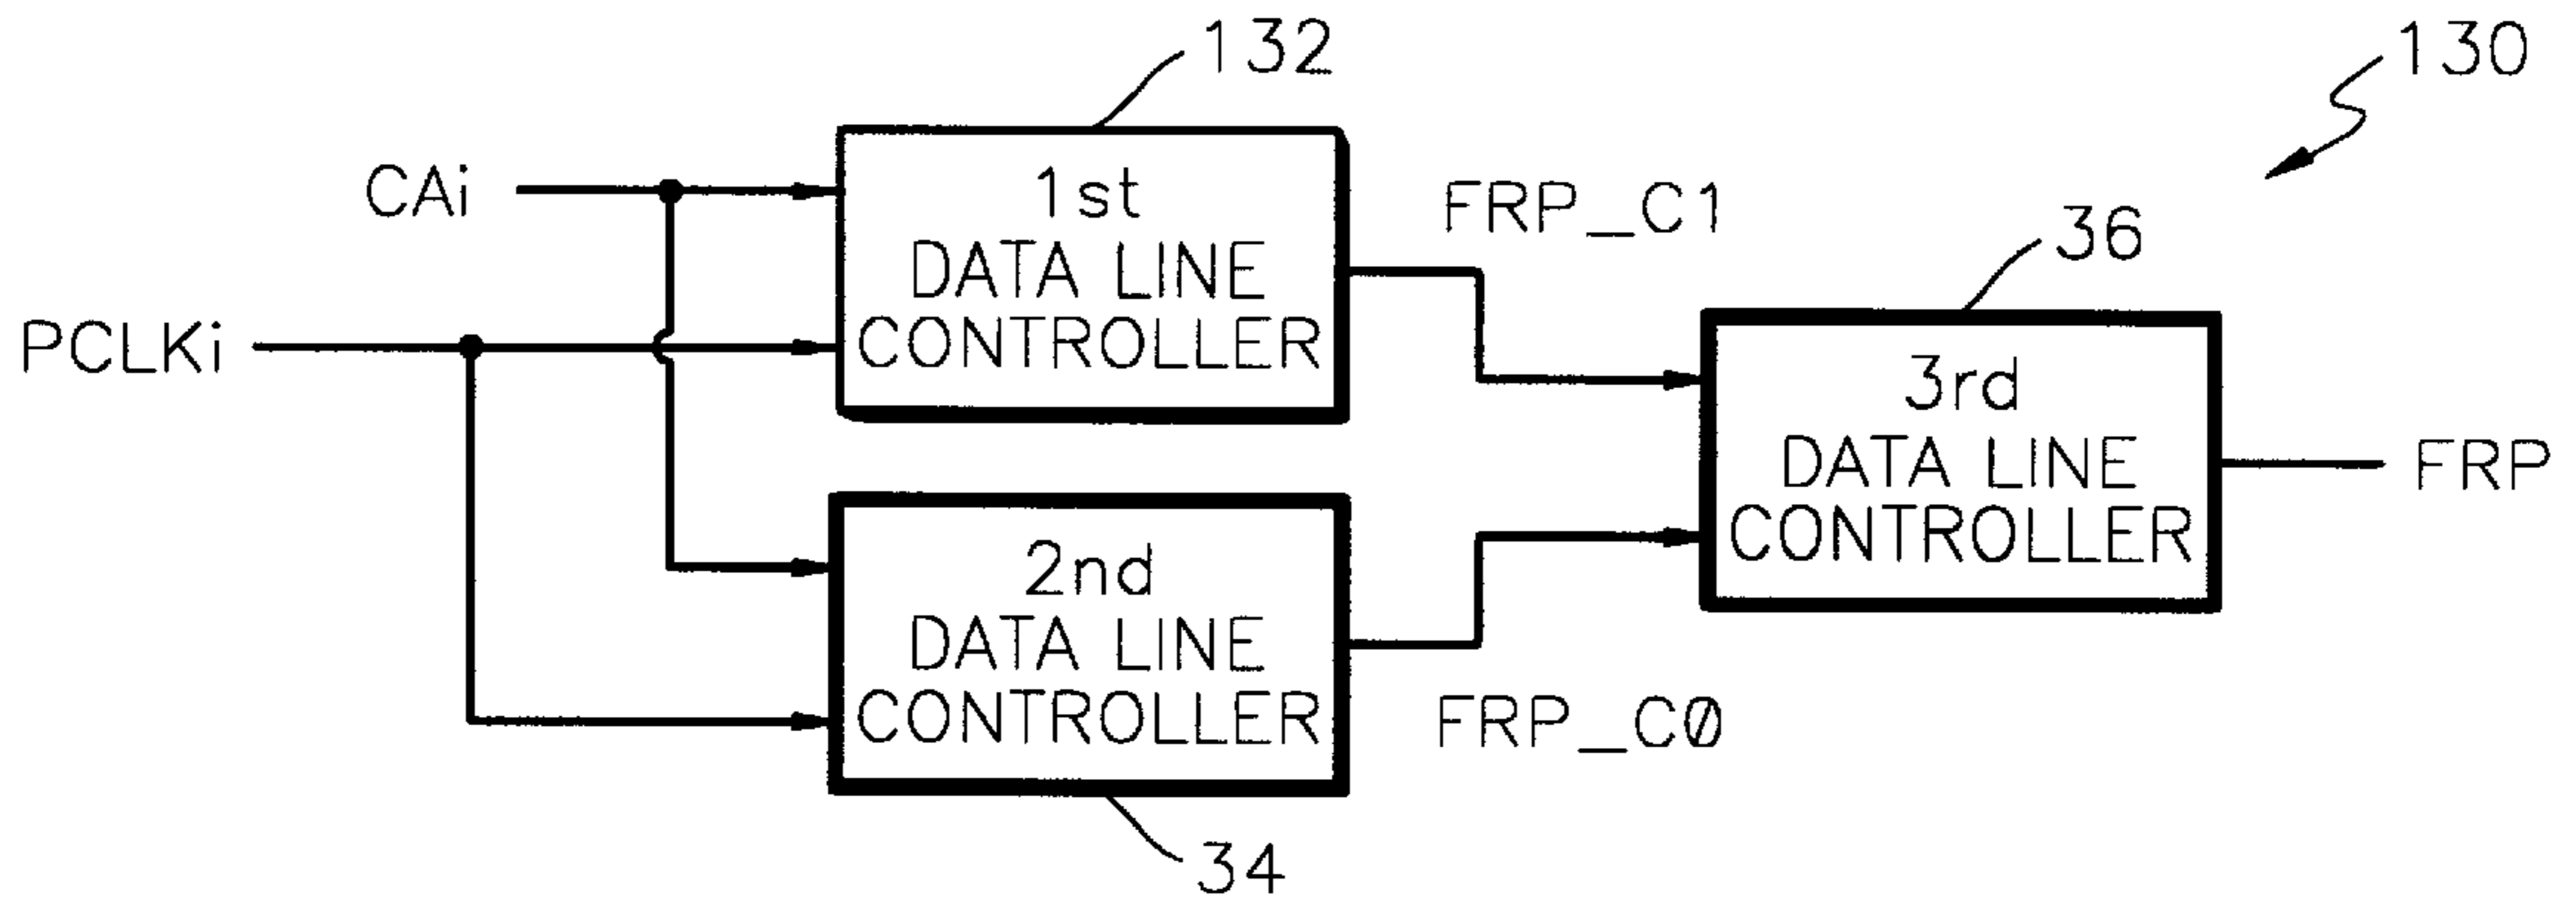 132
130
CAi
1st
DATA LINE
CONTROLLER
FRP_C1
36
PCLKi
3rd
DATA LINE
CONTROLLER
FRP
2nd
DATA LINE
CONTROLLER
FRP_C0
34